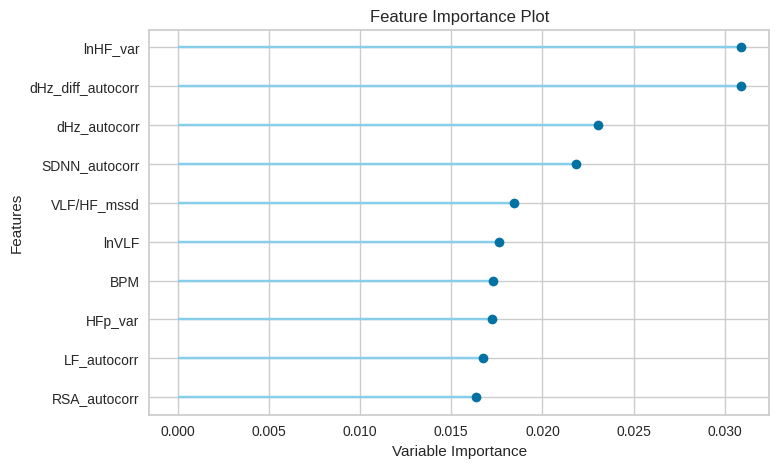 Feature Importance Plot
Features
lnHF_var
dHz_diff_autocorr
dHz_autocorr
SDNN_autocorr
VLF/HF_mssd
lnVLF
BPM
HFp_var
LF_autocorr
RSA_autocorr
0.000 0.005 0.010 0.015 0.020 0.025 0.030
Variable Importance